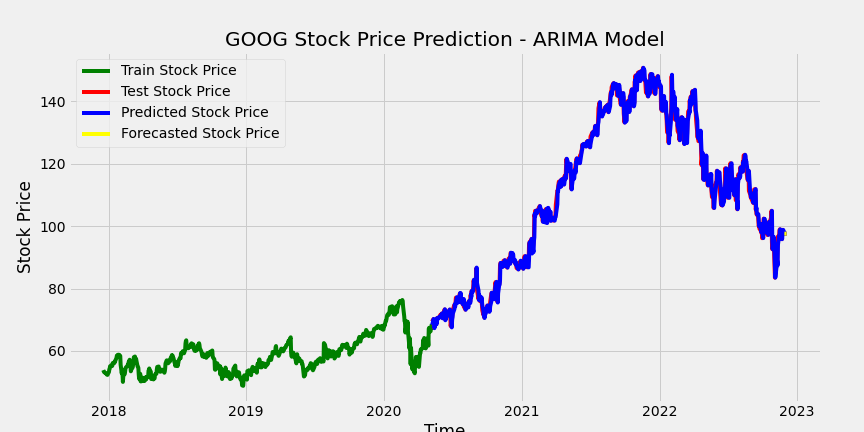 GOOG Stock Price Prediction - ARIMA Model
Train Stock Price
Test Stock Price
Predicted Stock Price
Forecasted Stock Price
Stock Price
140
120
100
80
60
2018 2019 2020 2021 2022 2023
Time